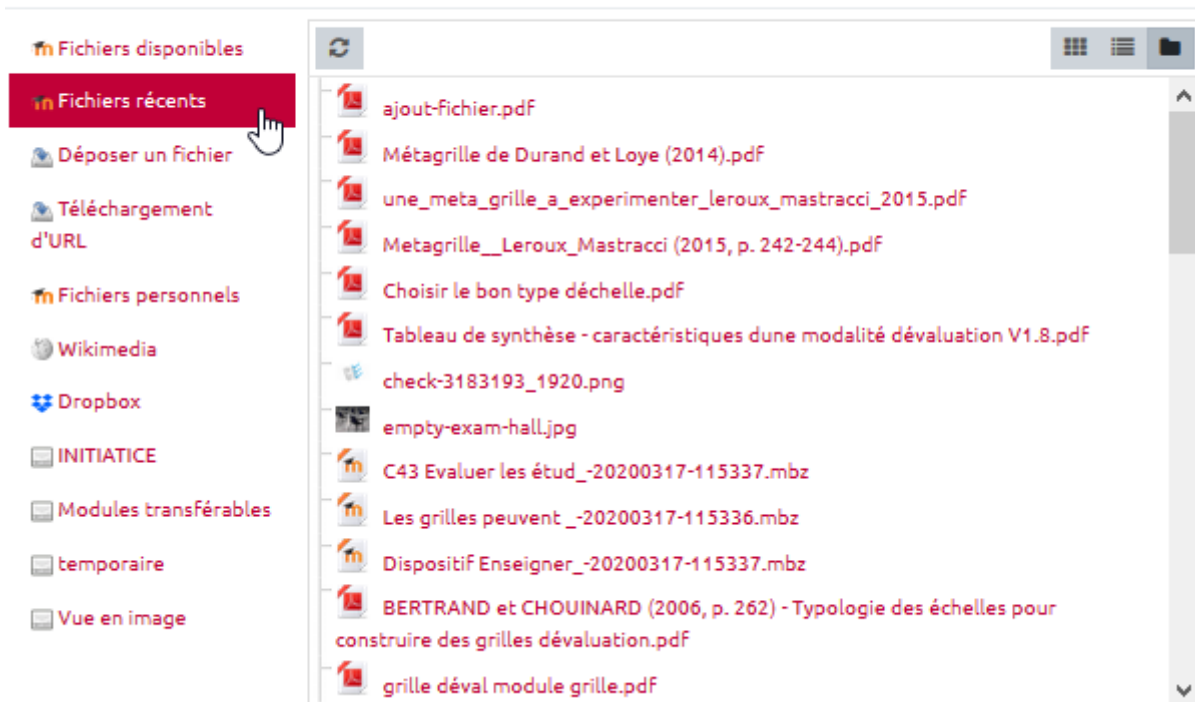 Fichiers disponibles
Fichiers récents
Déposer un fichier
Téléchargement
d'URL
Fichiers personnels
Wikimedia
Dropbox
INITIATICE
Modules transférables
temporaire
Vue en image
ajout-fichier.pdf
Métagrille de Durand et Loye (2014).pdf
une_meta_grille_a_experimenter_leroux_mastracci_2015.pdf
Metagrille__Leroux_Mastracci (2015, p. 242-244).pdf
Choisir le bon type déchelle.pdf
Tableau de synthèse - caractéristiques dune modalité dévaluation V1.8.pdf
check-3183193_1920.png
empty-exam-hall.jpg
C43 Evaluer les étud_-20200317-115337.mbz
Les grilles peuvent _-20200317-115336.mbz
Dispositif Enseigner_-20200317-115337.mbz
BERTRAND et CHOUINARD (2006, p. 262) - Typologie des échelles pour
construire des grilles dévaluation.pdf
grille déval module grille.pdf